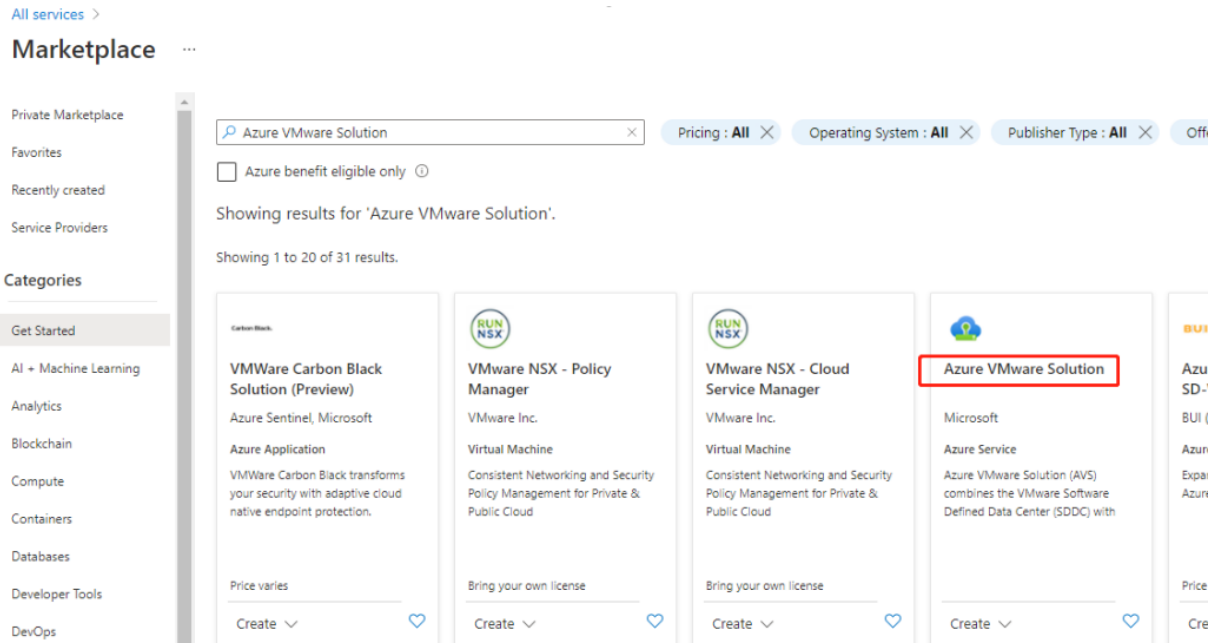 All services >
Marketplace ...
Private Marketplace
Favorites
Recently created
Service Providers
Categories
Get Started
AI + Machine Learning
Analytics
Blockchain
Compute
Containers
Databases
Developer Tools
DevOps
Azure VMware Solution
Pricing : All
Operating System : All
Publisher Type : All
Azure benefit eligible only
Showing results for 'Azure VMware Solution'.
Showing 1 to 20 of 31 results.
Carbon Black.
VMWare Carbon Black
Solution (Preview)
Azure Sentinel, Microsoft
Azure Application
VMWare Carbon Black transforms
your security with adaptive cloud
native endpoint protection.
Price varies
Create
RUN
NSX
VMware NSX - Policy
Manager
VMware Inc.
Virtual Machine
Consistent Networking and Security
Policy Management for Private &
Public Cloud
Bring your own license
Create
RUN
NSX
VMware NSX - Cloud
Service Manager
VMware Inc.
Virtual Machine
Consistent Networking and Security
Policy Management for Private &
Public Cloud
Bring your own license
Create
Azure VMware Solution
Microsoft
Azure Service
Azure VMware Solution (AVS)
combines the VMware Software
Defined Data Center (SDDC) with
Create
BUI
BUI (
Price